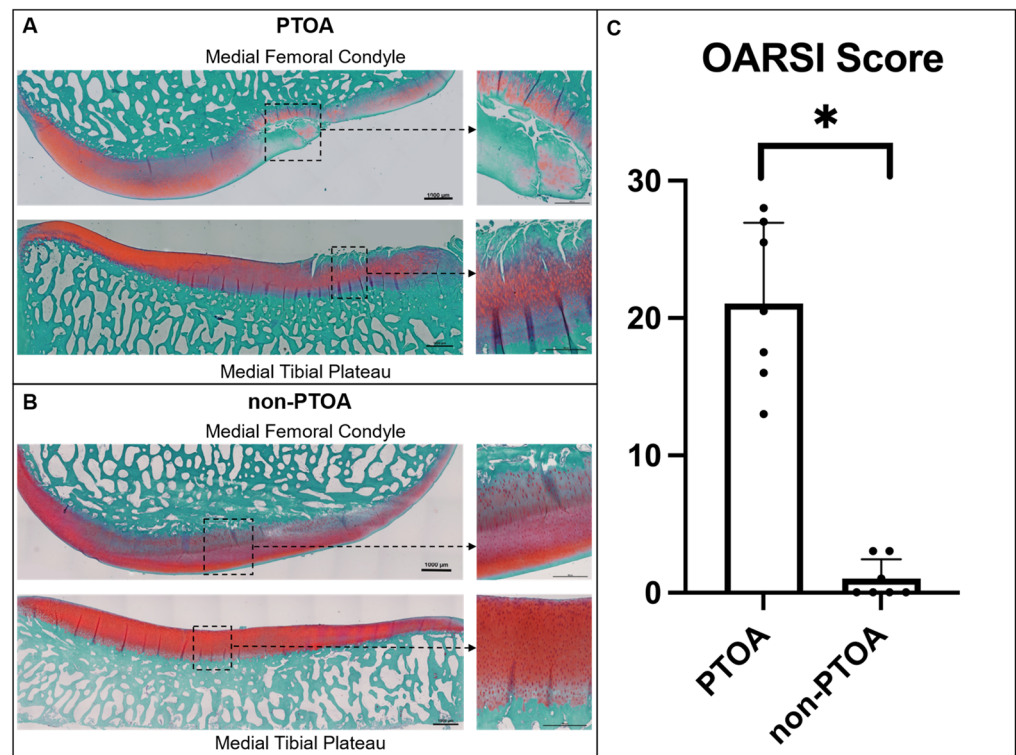 A
PTOA
Medial Femoral Condyle
1000 µm
Medial Tibial Plateau
B
non-PTOA
Medial Femoral Condyle
1000 µm
Medial Tibial Plateau
C
OARSI Score
*
30
20
10
0
PTOA
non-PTOA